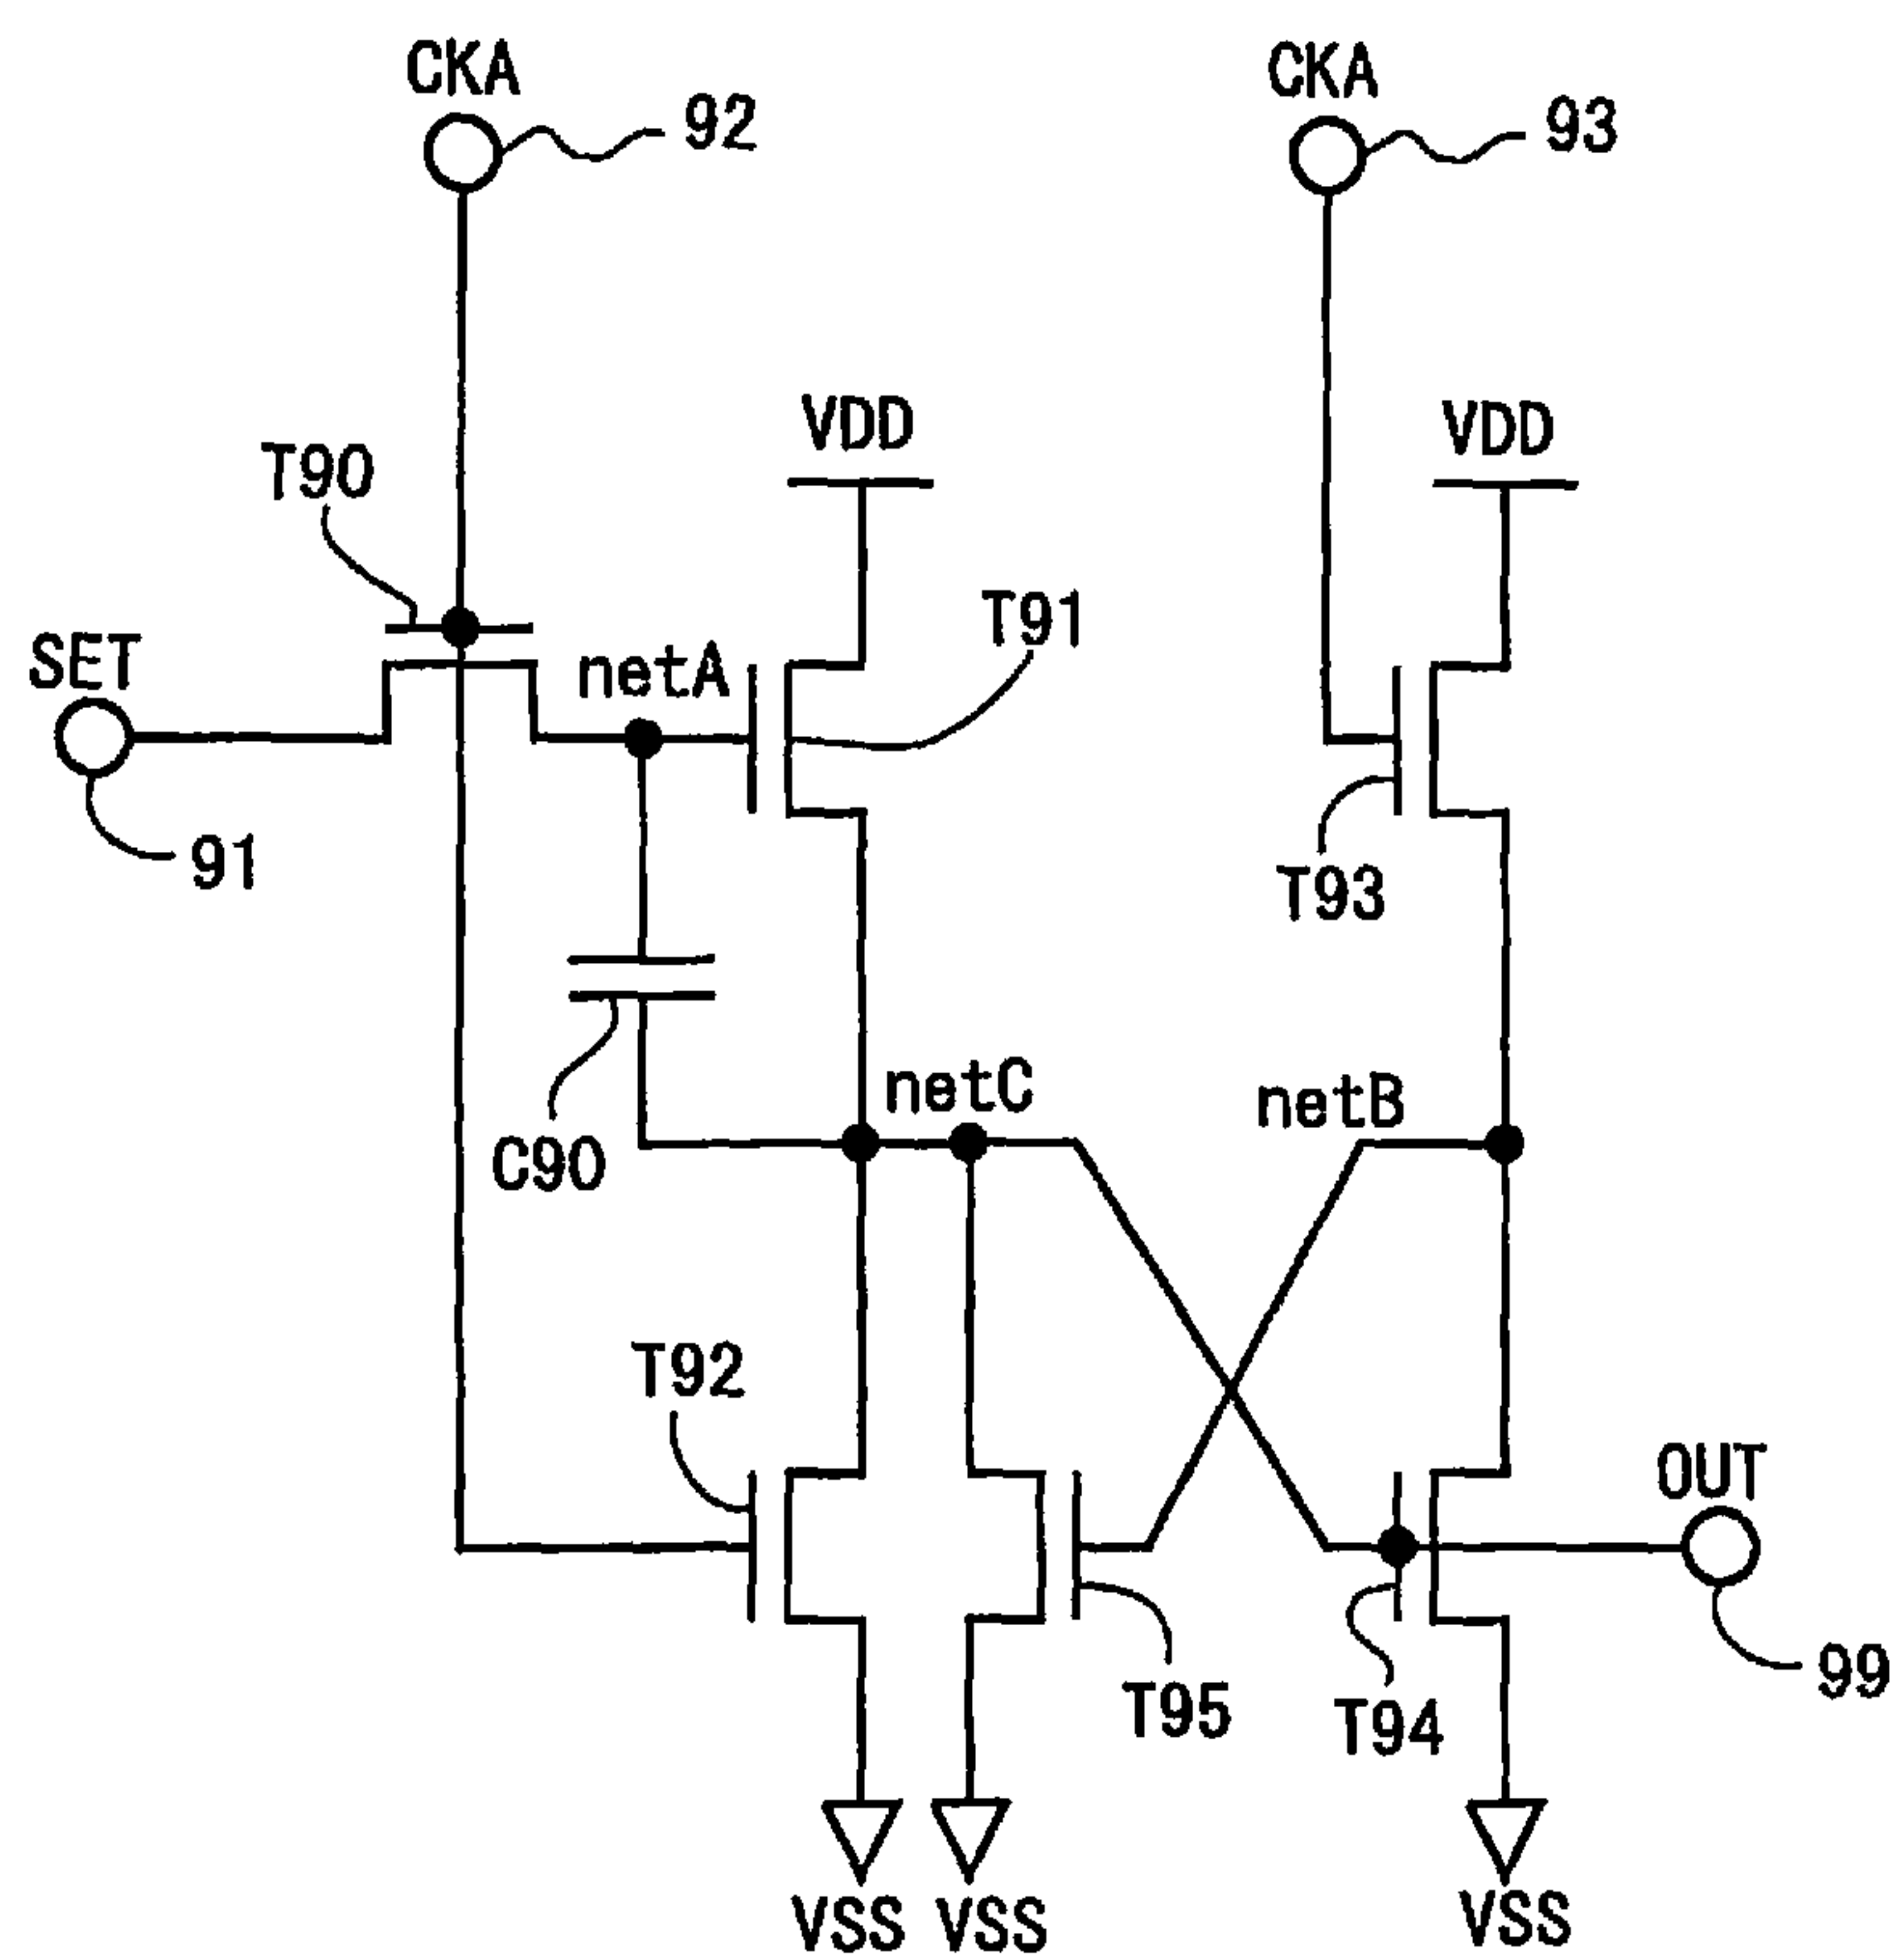 CKA
92
CKA
93
VDD
VDD
T90
T91
SET
netA
91
T93
netC
netB
C90
T92
OUT
T95
T94
99
VSS
VSS
VSS